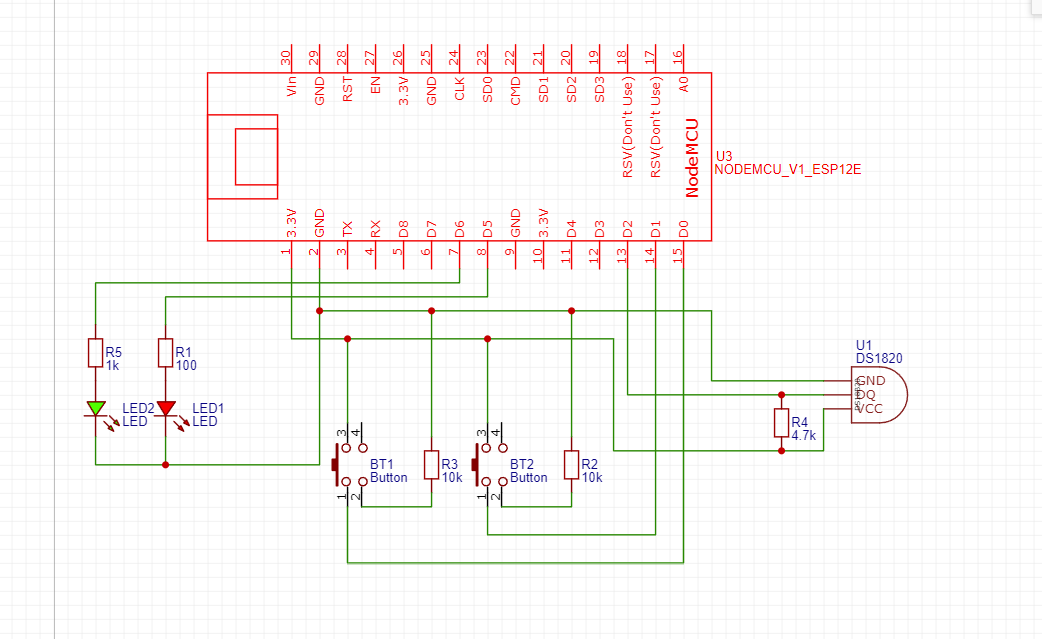 30 29 28 27 26 25 24 23 22 21 20 19 18 17 16
VIn GND RST EN 3.3V GND CLK SD0 CMD SD1 SD2 SD3 RSV(Don't Use) RSV(Don't Use) A0
NodeMCU
U3
NODEMCU_V1_ESP12E
3.3V GND TX RX D8 D7 D6 D5 GND 3.3V D4 D3 D2 D1 D0
1 2 3 4 5 6 7 8 9 10 11 12 13 14 15
R5
1k
R1
100
LED2
LED
LED1
LED
U1
DS1820
GND
DQ
VCC
R4
4.7k
3 4
BT1
Button
1 2
R3
10k
3 4
BT2
Button
1 2
R2
10k